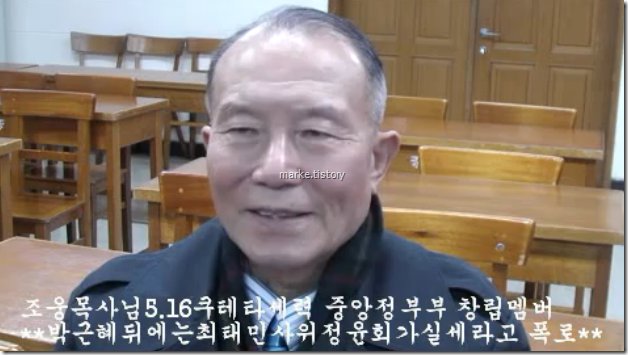 marke.tistory
조웅목사님5.16쿠테타세력 중앙정부부 창립멤버
**박근혜뒤에는최태민사위정윤회가실세라고 폭로**